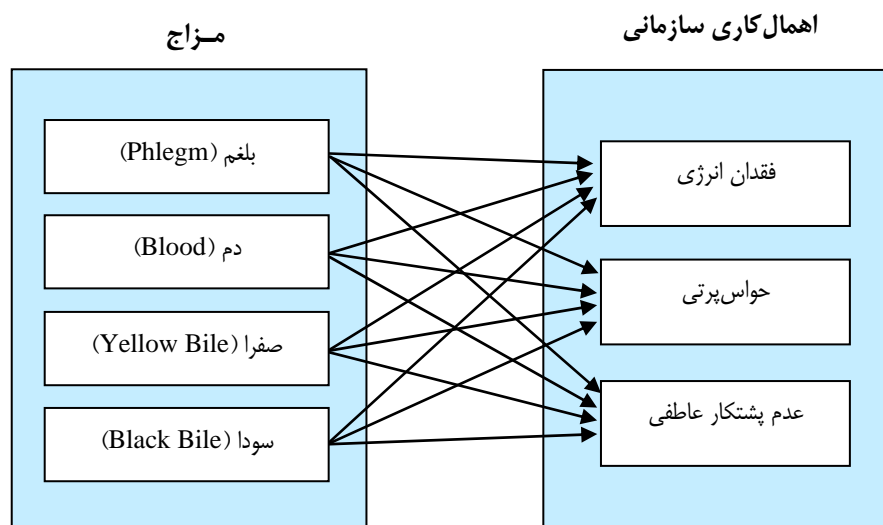 اهمال‌کاری سازمانی
مـزاج
فقدان انرژی
حواس‌پرتی
عدم پشتکار عاطفی
بلغم (Phlegm)
دم (Blood)
صفرا (Yellow Bile)
سودا (Black Bile)